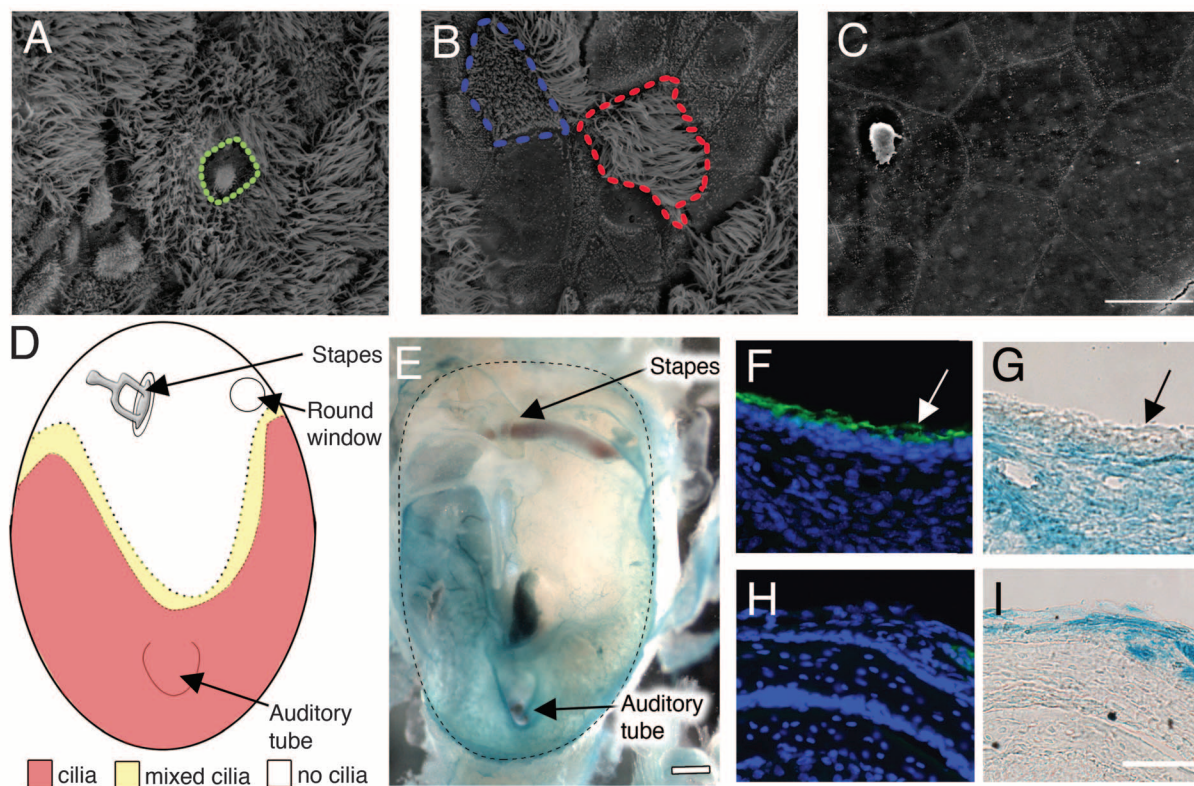 A
B
C
D
Stapes
Round
window
Auditory
tube
cilia
mixed cilia
no cilia
E
Stapes
Auditory
tube
F
G
H
I